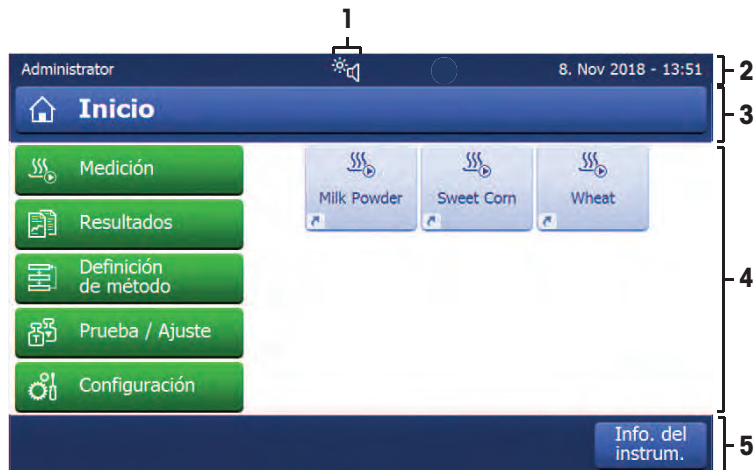 1
Administrator
8. Nov 2018 - 13:51
2
Inicio
3
Medición
Resultados
Definición
de método
Prueba / Ajuste
Configuración
Milk Powder
Sweet Corn
Wheat
4
Info. del
instrum.
5